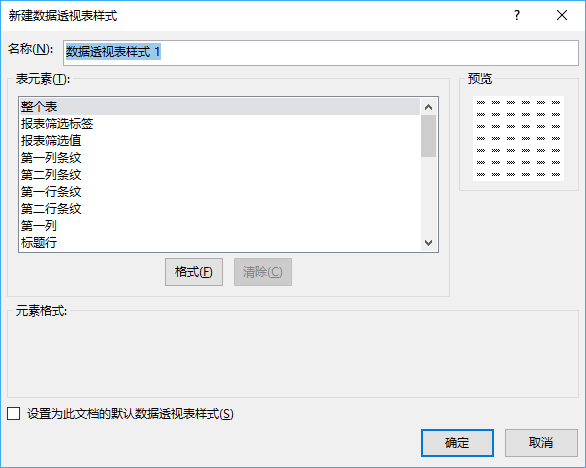 新建数据透视表样式
?
名称(N):
数据透视表样式 1
表元素(T):
预览
整个表
报表筛选标签
报表筛选值
第一列条纹
第二列条纹
第一行条纹
第二行条纹
第一列
标题行
格式(F)
清除(C)
元素格式:
设置为此文档的默认数据透视表样式(S)
确定
取消